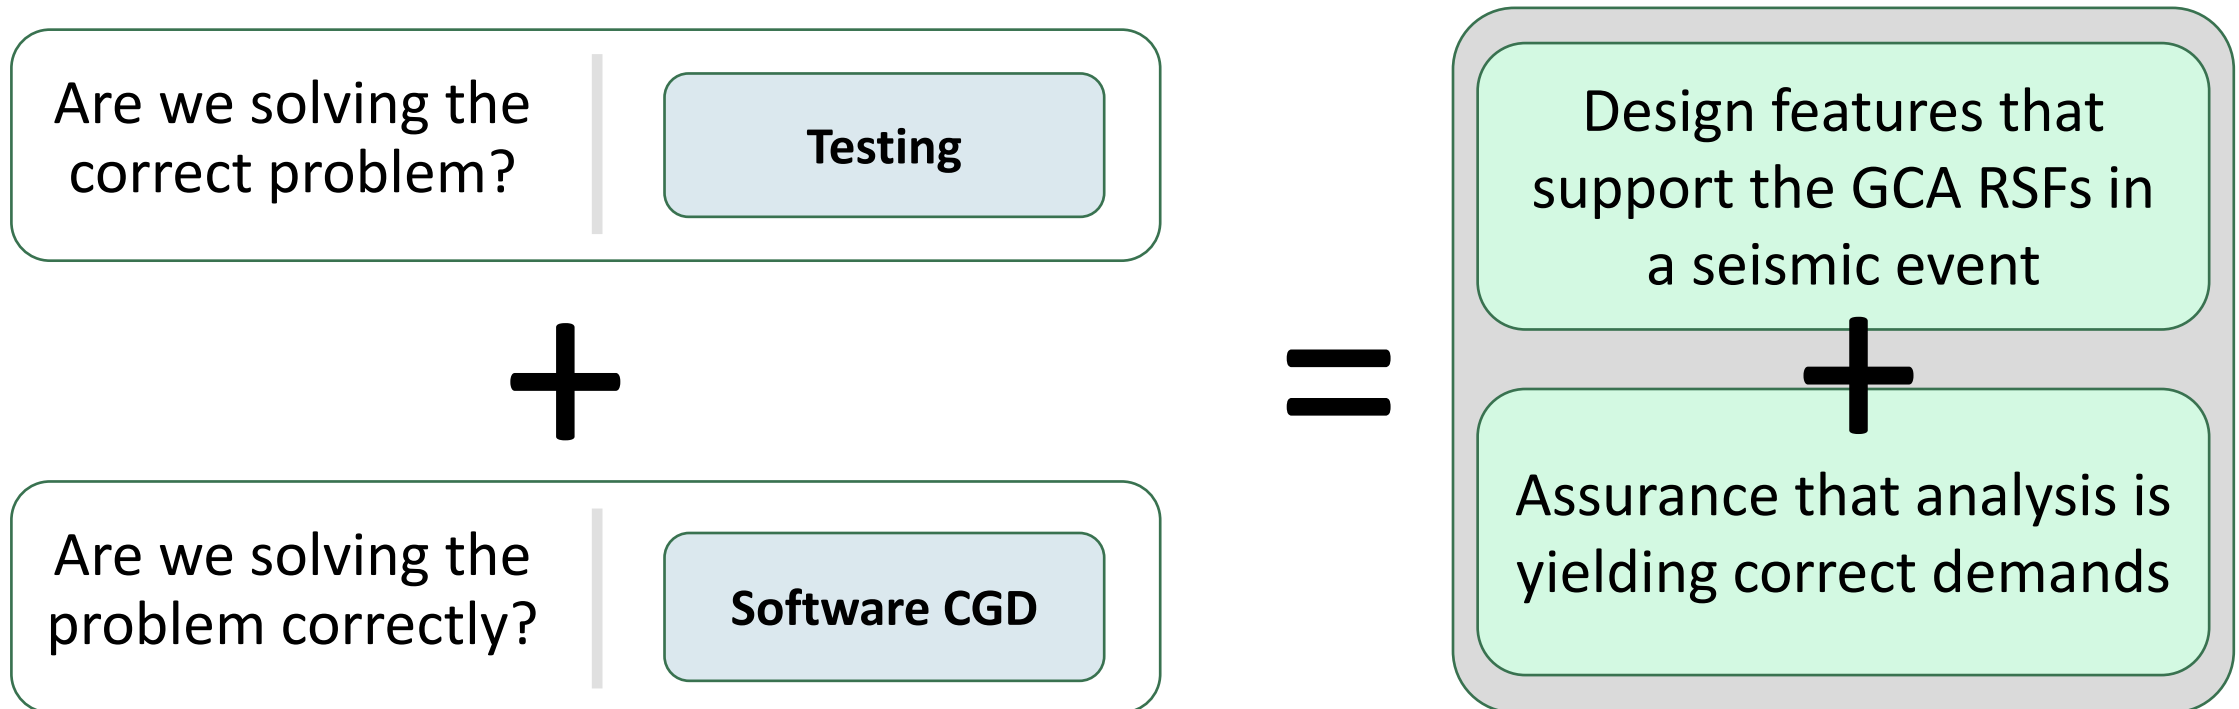 Are we solving the
correct problem?
Testing
+
Are we solving the
problem correctly?
Software CGD
=
Design features that
support the GCA RSFs in
a seismic event
+
Assurance that analysis is
yielding correct demands